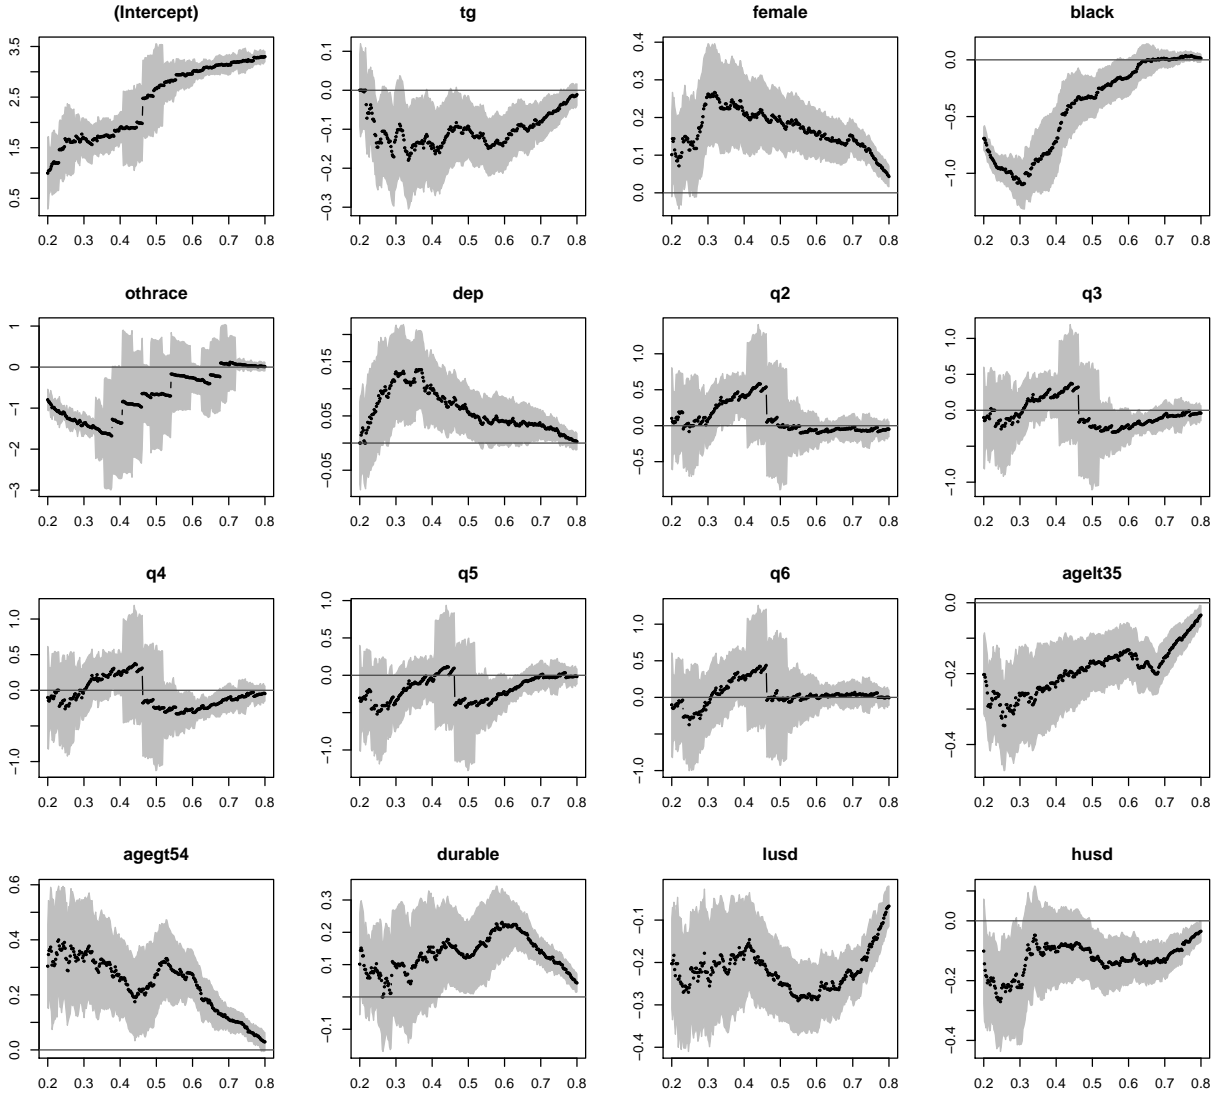 (Intercept) tg female black
3.5 2.5 1.5 0.5
0.2 0.3 0.4 0.5 0.6 0.7 0.8
0.1 0.0 −0.1 −0.2 −0.3
0.2 0.3 0.4 0.5 0.6 0.7 0.8
0.4 0.3 0.2 0.1 0.0
0.2 0.3 0.4 0.5 0.6 0.7 0.8
0.0 −0.5 −1.0
0.2 0.3 0.4 0.5 0.6 0.7 0.8
othrace dep q2 q3
1 0 −1 −2 −3
0.2 0.3 0.4 0.5 0.6 0.7 0.8
0.15 0.05 −0.05
0.2 0.3 0.4 0.5 0.6 0.7 0.8
1.0 0.5 0.0 −0.5
0.2 0.3 0.4 0.5 0.6 0.7 0.8
1.0 0.5 0.0 −1.0
0.2 0.3 0.4 0.5 0.6 0.7 0.8
q4 q5 q6 agelt35
1.0 0.5 0.0 −1.0
0.2 0.3 0.4 0.5 0.6 0.7 0.8
1.0 0.5 0.0 −1.0
0.2 0.3 0.4 0.5 0.6 0.7 0.8
1.0 0.5 0.0 −1.0
0.2 0.3 0.4 0.5 0.6 0.7 0.8
0.0 −0.2 −0.4
0.2 0.3 0.4 0.5 0.6 0.7 0.8
agegt54 durable lusd husd
0.6 0.4 0.2 0.0
0.2 0.3 0.4 0.5 0.6 0.7 0.8
0.3 0.1 −0.1
0.2 0.3 0.4 0.5 0.6 0.7 0.8
−0.1 −0.2 −0.3 −0.4
0.2 0.3 0.4 0.5 0.6 0.7 0.8
0.0 −0.2 −0.4
0.2 0.3 0.4 0.5 0.6 0.7 0.8